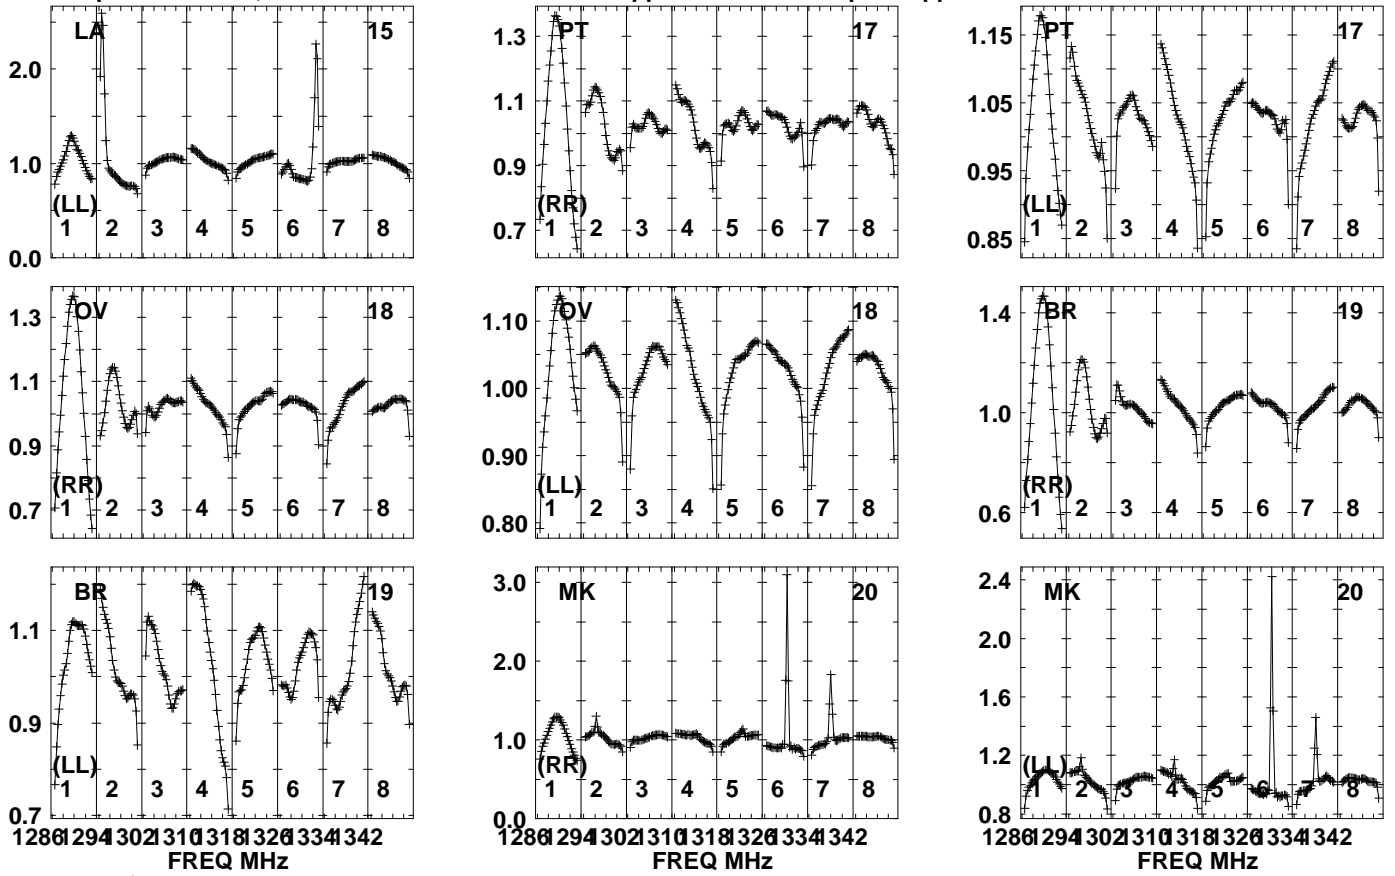 LA 15
2.0
1.0
0.0
(LL)
1 2 3 4 5 6 7 8
PT 17
1.3
1.1
0.9
0.7
(RR)
1 2 3 4 5 6 7 8
PT 17
1.15
1.05
0.95
0.85
(LL)
1 2 3 4 5 6 7 8
OV 18
1.3
1.1
0.9
0.7
(RR)
1 2 3 4 5 6 7 8
OV 18
1.10
1.00
0.90
0.80
(LL)
1 2 3 4 5 6 7 8
BR 19
1.4
1.0
0.6
(RR)
1 2 3 4 5 6 7 8
BR 19
1.1
0.9
0.7
(LL)
1 2 3 4 5 6 7 8
1286 1294 1302 1310 1318 1326 1334 1342
FREQ MHz
MK 20
3.0
2.0
1.0
0.0
(RR)
1 2 3 4 5 6 7 8
1286 1294 1302 1310 1318 1326 1334 1342
FREQ MHz
MK 20
2.4
2.0
1.6
1.2
0.8
(LL)
1 2 3 4 5 6 7 8
1286 1294 1302 1310 1318 1326 1334 1342
FREQ MHz